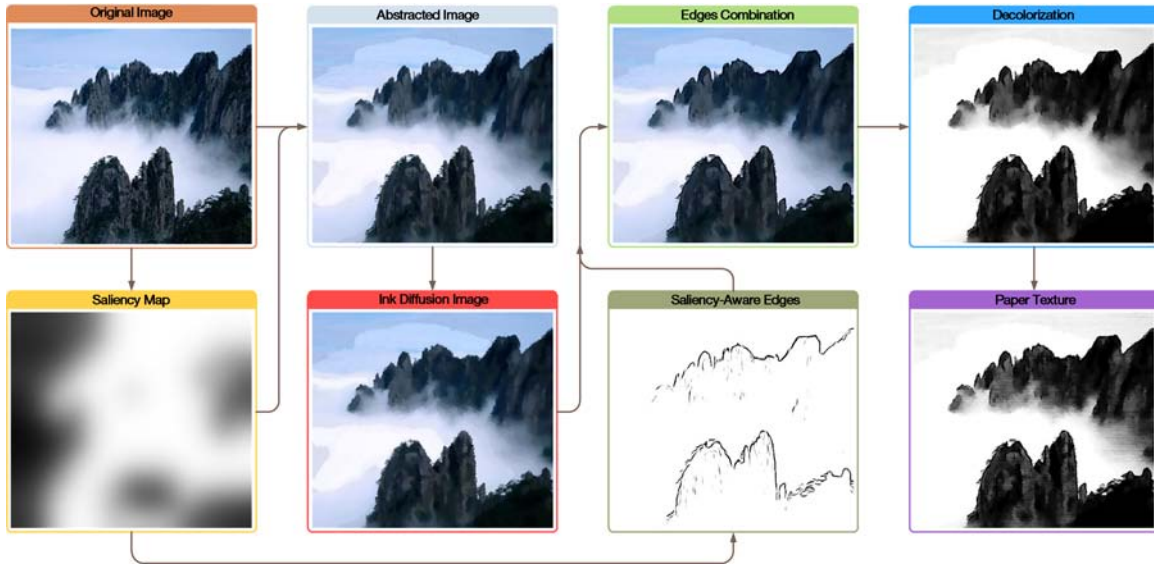 Original Image
Abstracted Image
Edges Combination
Decolorization
Saliency Map
Ink Diffusion Image
Saliency-Aware Edges
Paper Texture